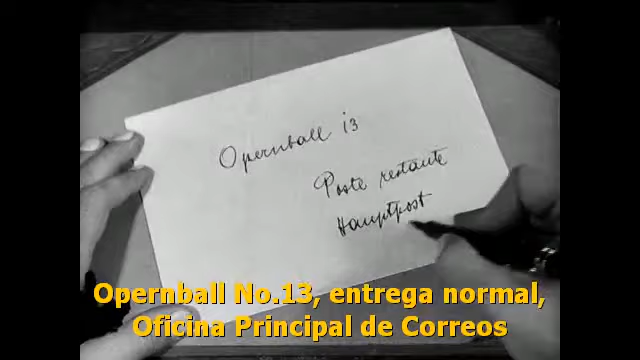 Opernball 13
Poste restante
Hauptpost
Opernball No.13, entrega normal,
Oficina Principal de Correos